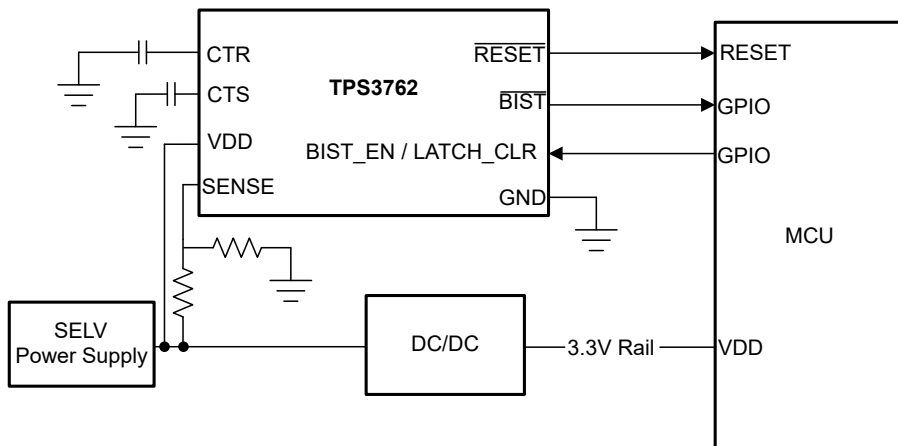 CTR
RESET
RESET
TPS3762
CTS
BIST
GPIO
VDD
BIST_EN / LATCH_CLR
GPIO
SENSE
GND
MCU
SELV
Power Supply
DC/DC
3.3V Rail
VDD